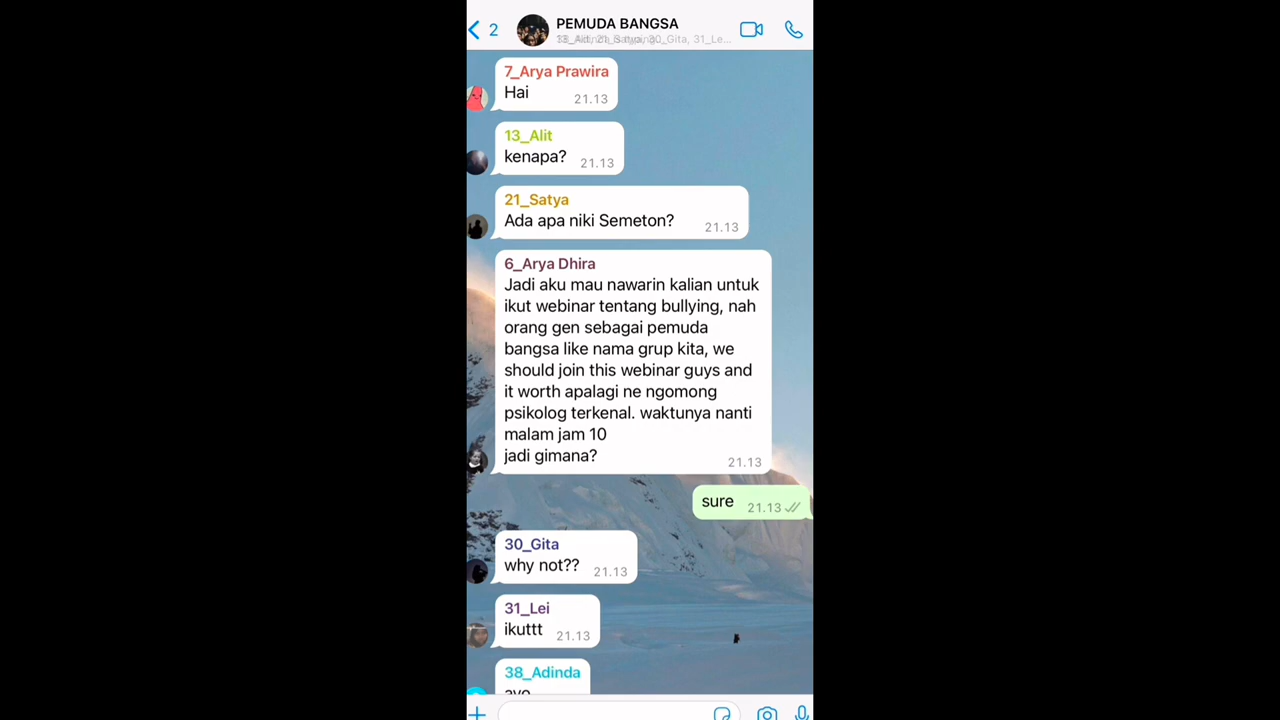 2
PEMUDA BANGSA
7_Arya Prawira
Hai
21.13
13_Alit
kenapa?
21.13
21_Satya
Ada apa niki Semeton?
21.13
6_Arya Dhira
Jadi aku mau nawarin kalian untuk
ikut webinar tentang bullying, nah
orang gen sebagai pemuda
bangsa like nama grup kita, we
should join this webinar guys and
it worth apalagi ne ngomong
psikolog terkenal. waktunya nanti
malam jam 10
jadi gimana?
21.13
sure
21.13
30_Gita
why not??
21.13
31_Lei
ikuttt
21.13
38_Adinda
ayo